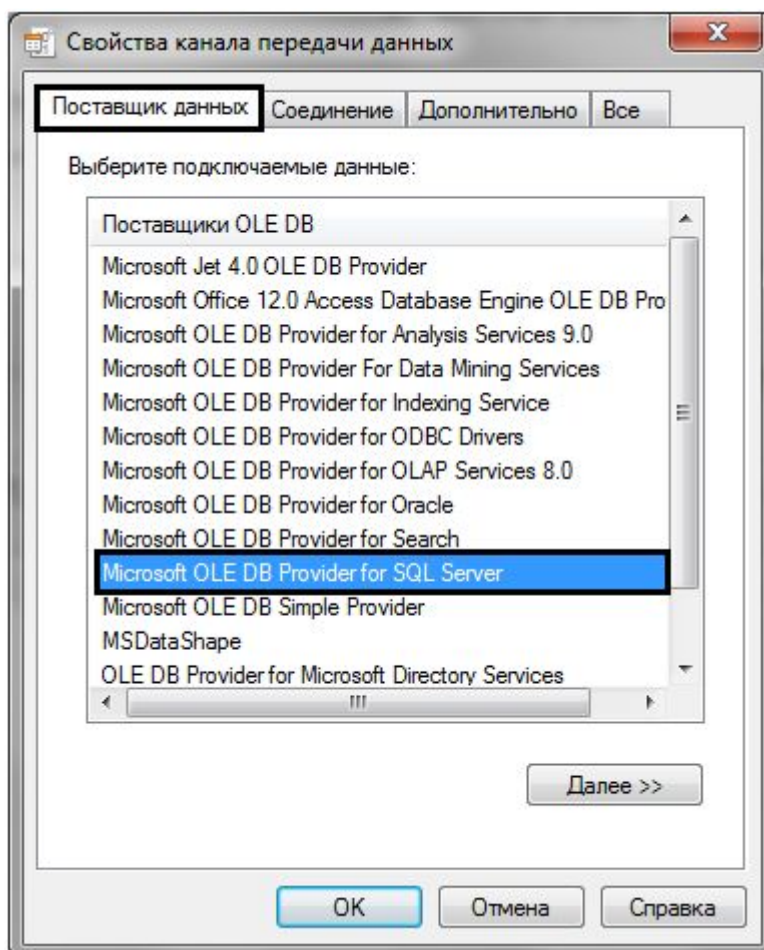 Свойства канала передачи данных
Поставщик данных
Соединение
Дополнительно
Все
Выберите подключаемые данные:
Поставщики OLE DB
Microsoft Jet 4.0 OLE DB Provider
Microsoft Office 12.0 Access Database Engine OLE DB Pro
Microsoft OLE DB Provider for Analysis Services 9.0
Microsoft OLE DB Provider For Data Mining Services
Microsoft OLE DB Provider for Indexing Service
Microsoft OLE DB Provider for ODBC Drivers
Microsoft OLE DB Provider for OLAP Services 8.0
Microsoft OLE DB Provider for Oracle
Microsoft OLE DB Provider for Search
Microsoft OLE DB Provider for SQL Server
Microsoft OLE DB Simple Provider
MSDataShape
OLE DB Provider for Microsoft Directory Services
Далее >>
OK
Отмена
Справка